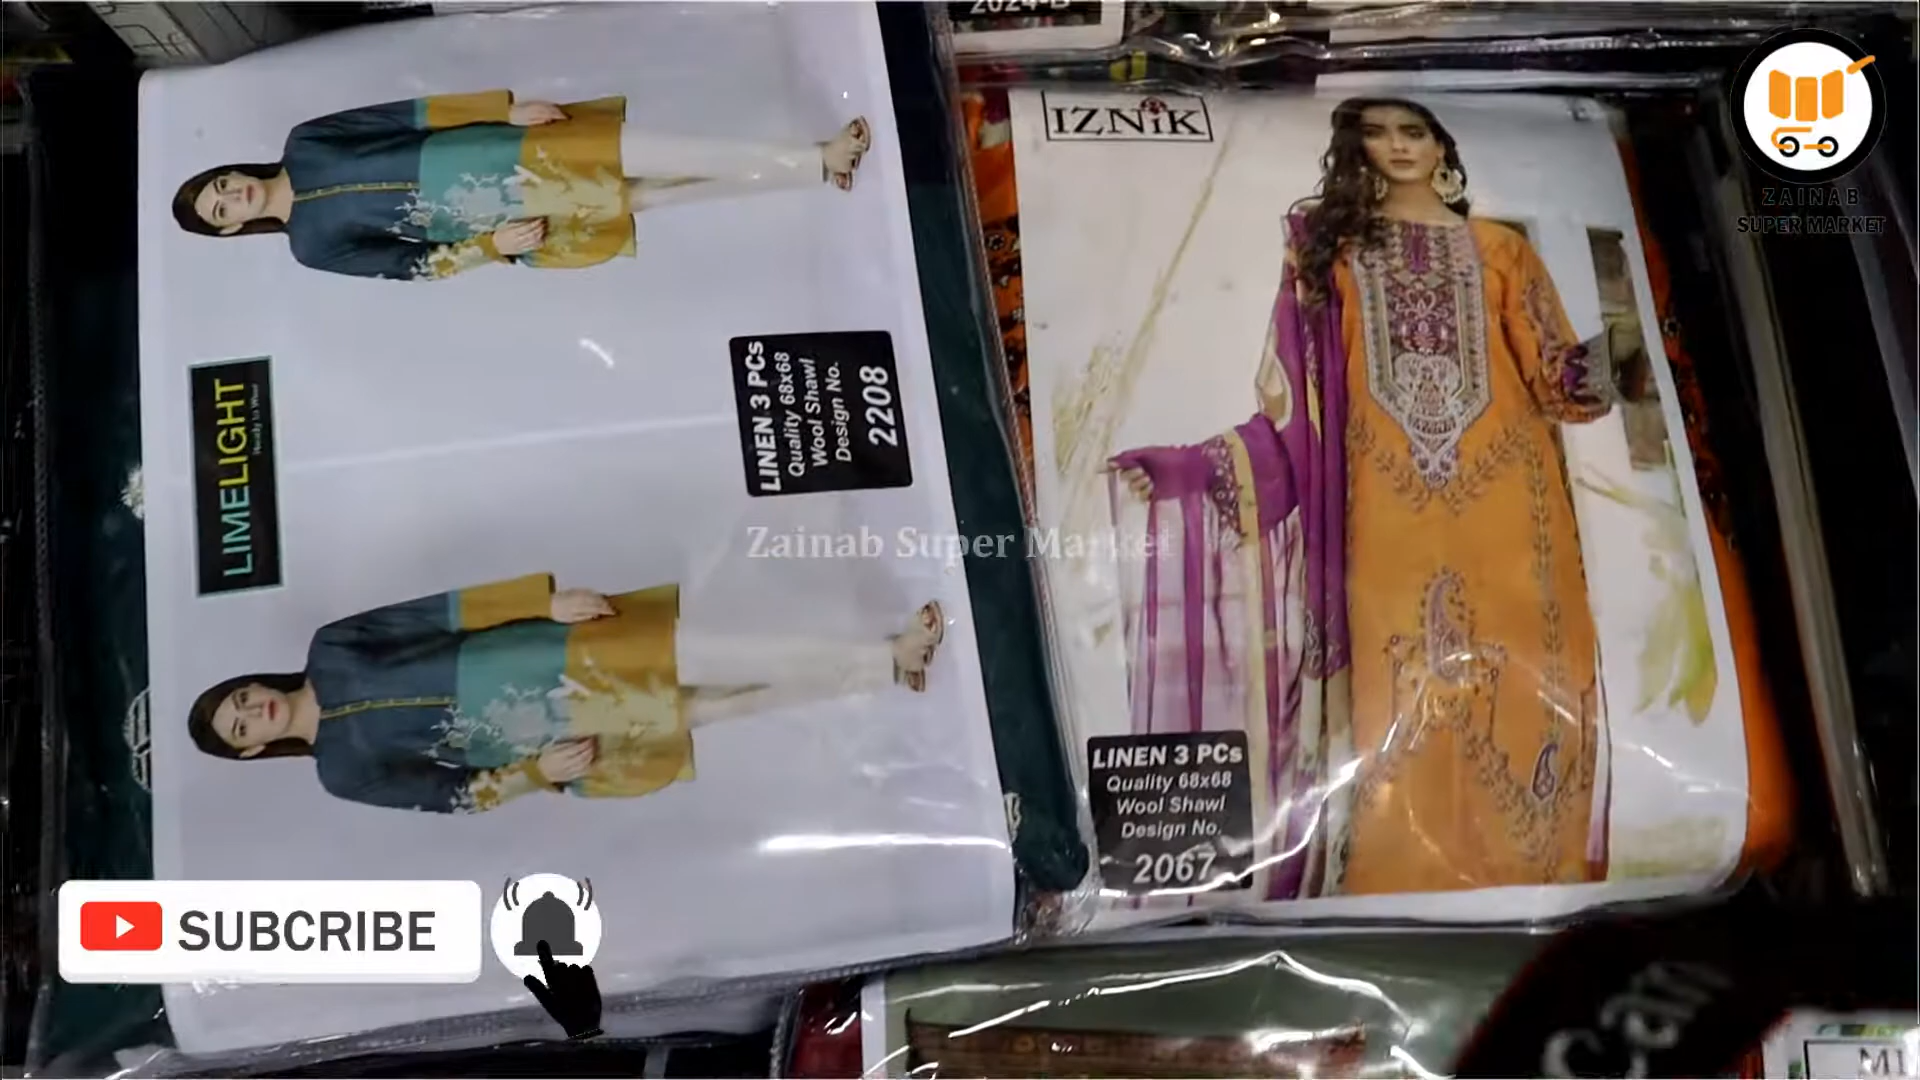 2024-B
IZNiK
ZAINAB
SUPER MARKET
LIMELIGHT
Ready to Wear
LINEN 3 PCs
Quality 68x68
Wool Shawl
Design No.
2208
Zainab Super Market
LINEN 3 PCs
Quality 68x68
Wool Shawl
Design No.
2067
SUBCRIBE
Can